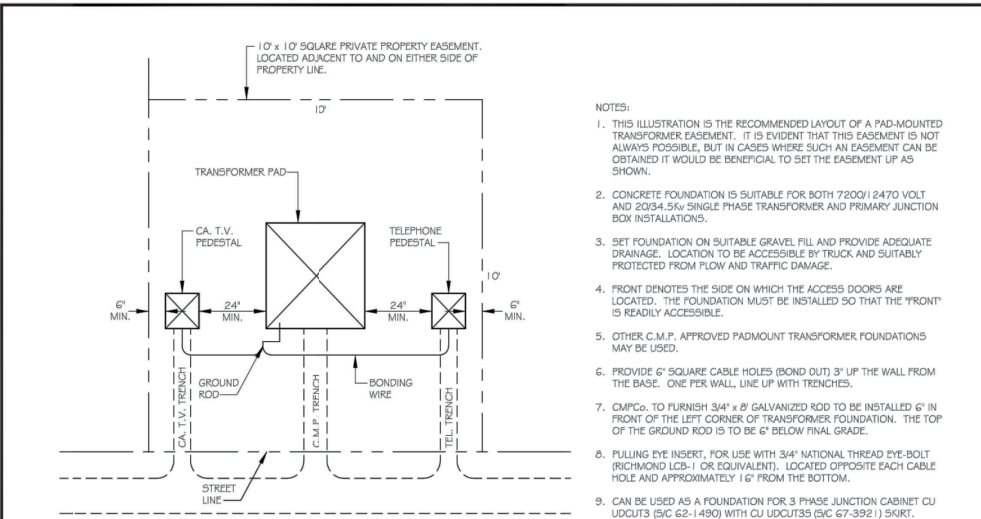 10' x 10' SQLARE PRIVATE PROPERTY EASEMENT.
LOCATED ADJACENT TO AND ON EITHER SIDE OF
PROPERTY LINE.
10'
TRANSFORMER PAD
CA. T.V.
PEDESTAL
TELEPHONE
PEDESTAL
10'
6"
MIN.
24"
MIN.
24"
MIN.
6"
MIN.
GROUND
ROD
BONDING
WIRE
CA. T.V. TRENCH
C.M.P. TRENCH
TEL. TRENCH
STREET
LINE
NOTES:
1. THIS ILLUSTRATION IS THE RECOMMENDED LAYOUT OF A PAD-MOUNTED
TRANSFORMER EASEMENT. IT IS EVIDENT THAT THIS EASEMENT IS NOT
ALWAYS POSSIBLE, BUT IN CASES WHERE SUCH AN EASEMENT CAN BE
OBTAINED IT WOULD BE BENEFICIAL TO SET THE EASEMENT UP AS
SHOWN.
2. CONCRETE FOUNDATION IS SUITABLE FOR BOTH 7200/12470 VOLT
AND 20/34.5Kv SINGLE PHASE TRANSFORMER AND PRIMARY JUNCTION
BOX INSTALLATIONS.
3. SET FOUNDATION ON SUITABLE GRAVEL FILL AND PROVIDE ADEQUATE
DRAINAGE. LOCATION TO BE ACCESSIBLE BY TRUCK AND SUITABLY
PROTECTED FROM PLOW AND TRAFFIC DAMAGE.
4. FRONT DENOTES THE SIDE ON WHICH THE ACCESS DOORS ARE
LOCATED. THE FOUNDATION MUST BE INSTALLED SO THAT THE "FRONT"
IS READILY ACCESSIBLE.
5. OTHER C.M.P. APPROVED PADMOUNT TRANSFORMER FOUNDATIONS
MAY BE USED.
6. PROVIDE 6" SQUARE CABLE HOLES (BOND OUT) 3" UP THE WALL FROM
THE BASE. ONE PER WALL, LINE UP WITH TRENCHES.
7. CMPCo. TO FURNISH 3/4" x 8' GALVANIZED ROD TO BE INSTALLED 6" IN
FRONT OF THE LEFT CORNER OF TRANSFORMER FOUNDATION. THE TOP
OF THE GROUND ROD IS TO BE 6" BELOW FINAL GRADE.
8. PULLING EYE INSERT, FOR USE WITH 3/4" NATIONAL THREAD EYE-BOLT
(RICHMOND LCB-1 OR EQUIVALENT). LOCATED OPPOSITE EACH CABLE
HOLE AND APPROXIMATELY 16" FROM THE BOTTOM.
9. CAN BE USED AS A FOUNDATION FOR 3 PHASE JUNCTION CABINET CU
UDCUT3 (S/C 62-1490) WITH CU UDCUT3S (S/C 67-3921) SKIRT.